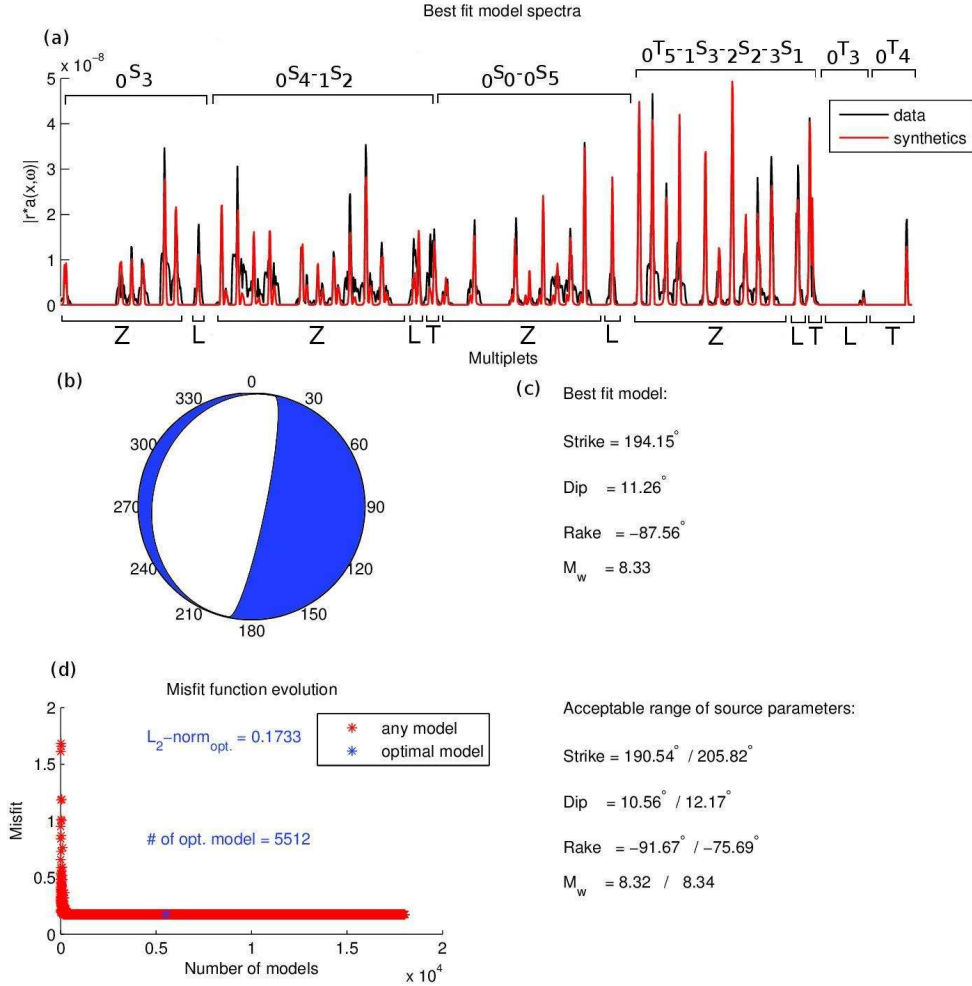 Best fit model spectra
(a)
x 10⁻⁸
₀S₃
₀S₄-₁S₂
₀S₀-₀S₅
₀T₅-₁S₃-₂S₂-₃S₁
₀T₃
₀T₄
5
4
3
2
1
0
|r*a(x,ω)|
data
synthetics
Z L Z L T Z L Z L T L T
Multiplets
(b)
0
30
60
90
120
150
180
210
240
270
300
330
(c)
Best fit model:
Strike = 194.15°
Dip = 11.26°
Rake = −87.56°
M_w = 8.33
(d)
Misfit function evolution
2
1.5
1
0.5
0
Misfit
L₂−norm_opt. = 0.1733
any model
optimal model
# of opt. model = 5512
0 0.5 1 1.5 2
Number of models
x 10⁴
Acceptable range of source parameters:
Strike = 190.54° / 205.82°
Dip = 10.56° / 12.17°
Rake = −91.67° / −75.69°
M_w = 8.32 / 8.34